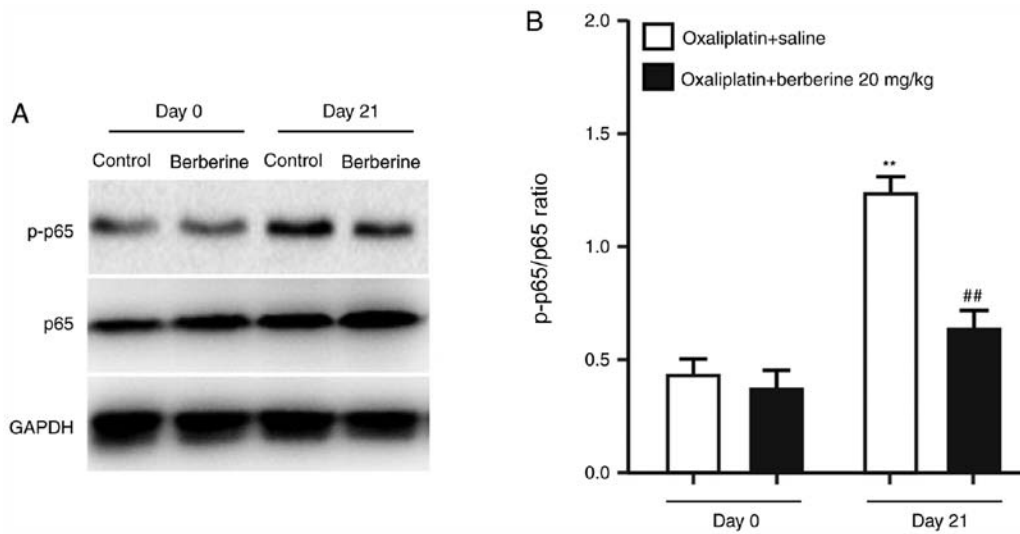 A
Day 0 Day 21
Control Berberine Control Berberine
p-p65
p65
GAPDH
B
Oxaliplatin+saline
Oxaliplatin+berberine 20 mg/kg
p-p65/p65 ratio
2.0
1.5
1.0
0.5
0.0
**
##
Day 0 Day 21